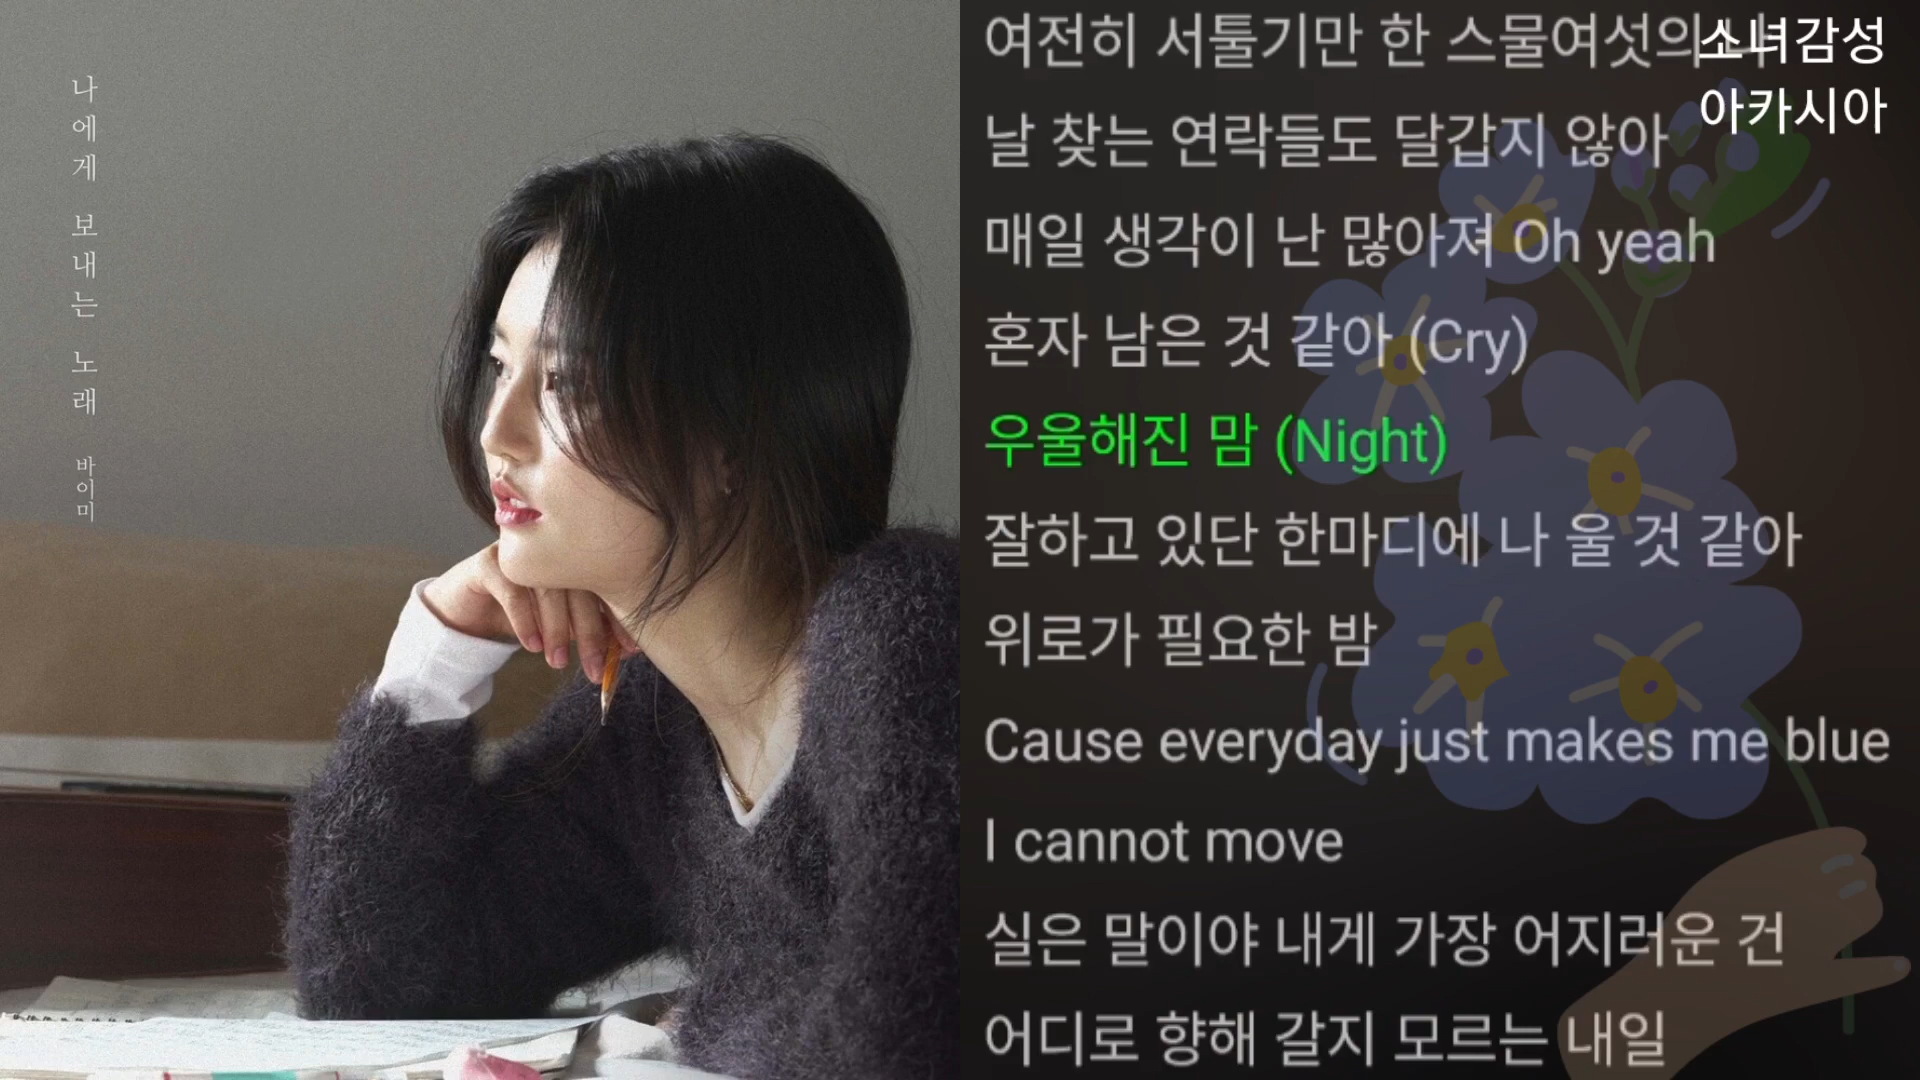 나에게 보내는 노래 바이미
소녀감성
아카시아
여전히 서툴기만 한 스물여섯의
날 찾는 연락들도 달갑지 않아
매일 생각이 난 많아져 Oh yeah
혼자 남은 것 같아 (Cry)
우울해진 맘 (Night)
잘하고 있단 한마디에 나 울 것 같아
위로가 필요한 밤
Cause everyday just makes me blue
I cannot move
실은 말이야 내게 가장 어지러운 건
어디로 향해 갈지 모르는 내일